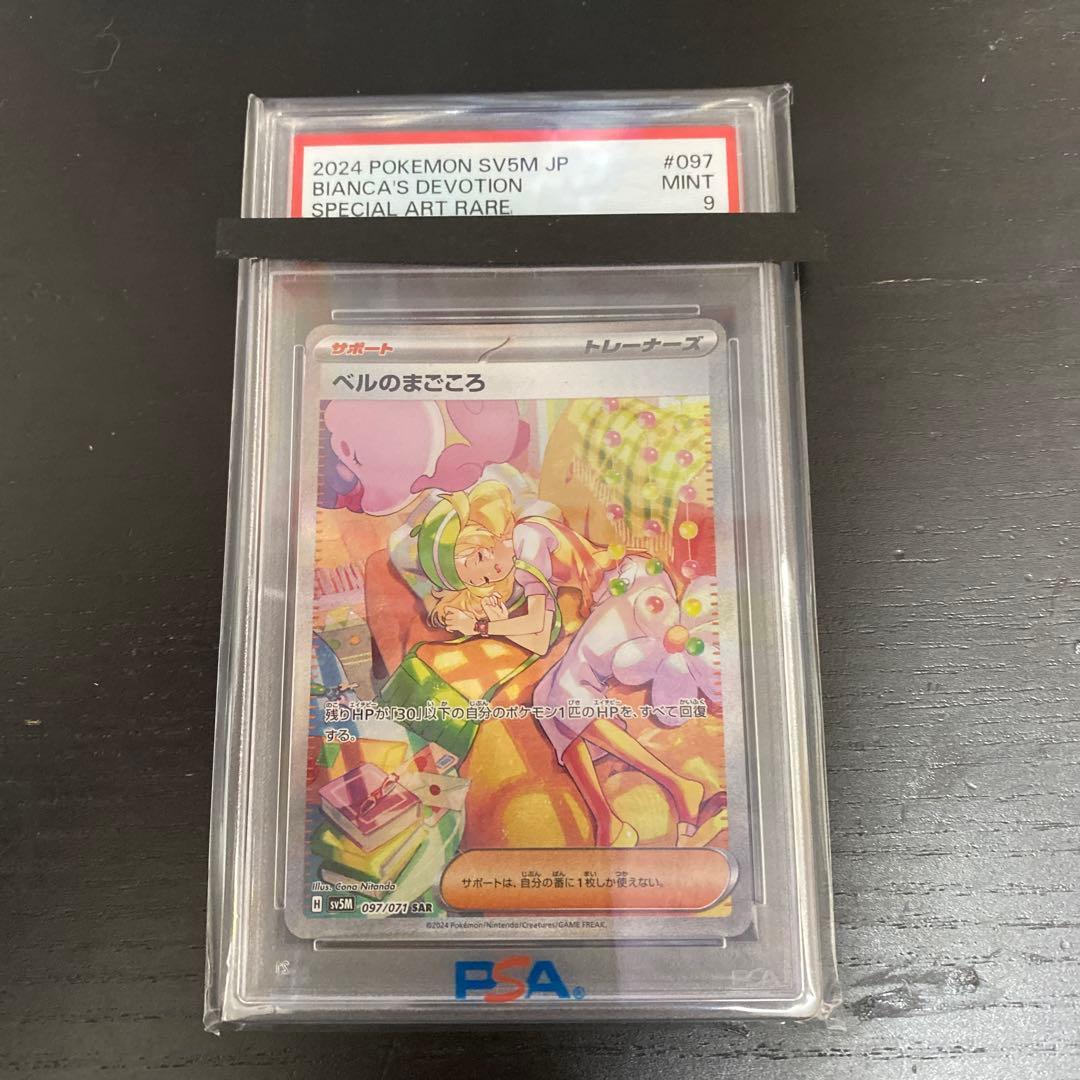 2024 POKEMON SV5M JP #097
BIANCA'S DEVOTION MINT
SPECIAL ART RARE 9
サポート トレーナーズ
ベルのまごころ
残りHPが「30」以下の自分のポケモン1匹のHPを、すべて回復
する。
サポートは、自分の番に1枚しか使えない。
Illus. Cona Nitanda
H sv5M 097/071 SAR
©2024 Pokémon/Nintendo/Creatures/GAME FREAK.
PSA®
PSA